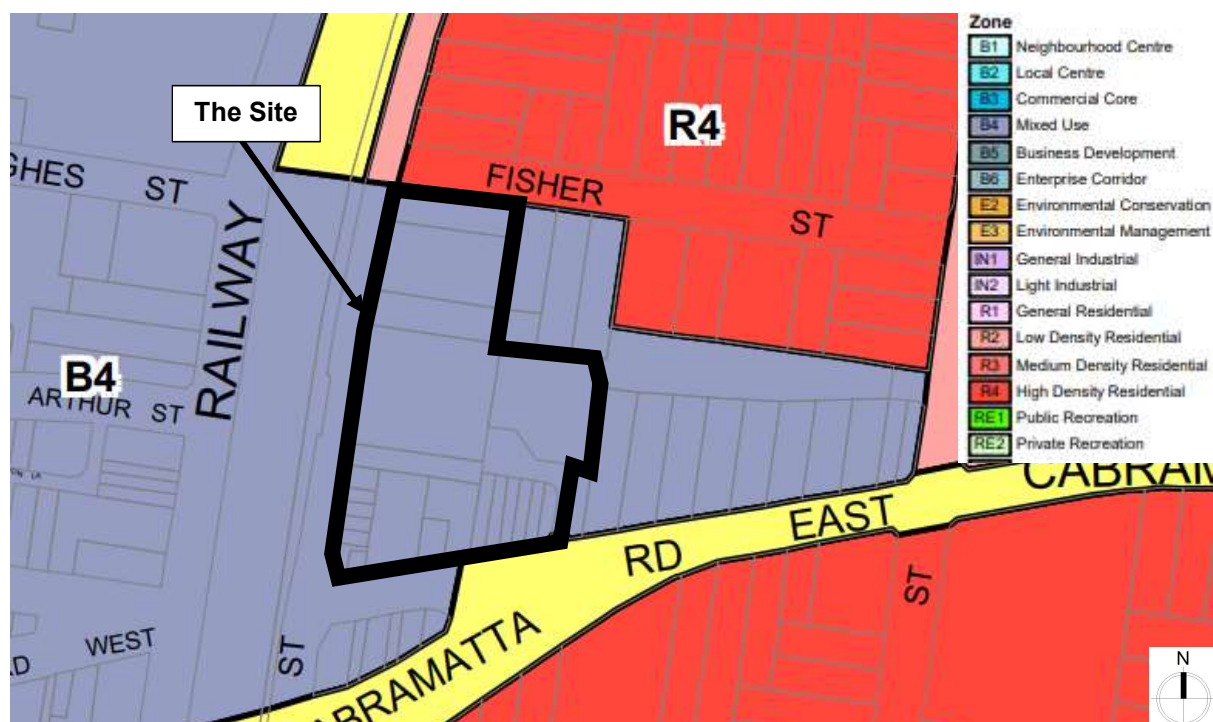 The Site
R4
FISHER
ST
GHES ST
RAILWAY
B4
ARTHUR ST
ST
WEST
CABRAM
EAST
RD
ST
ABRAMATTA
N
Zone
B1 Neighbourhood Centre
B2 Local Centre
B3 Commercial Core
B4 Mixed Use
B5 Business Development
B6 Enterprise Corridor
E2 Environmental Conservation
E3 Environmental Management
IN1 General Industrial
IN2 Light Industrial
R1 General Residential
R2 Low Density Residential
R3 Medium Density Residential
R4 High Density Residential
RE1 Public Recreation
RE2 Private Recreation